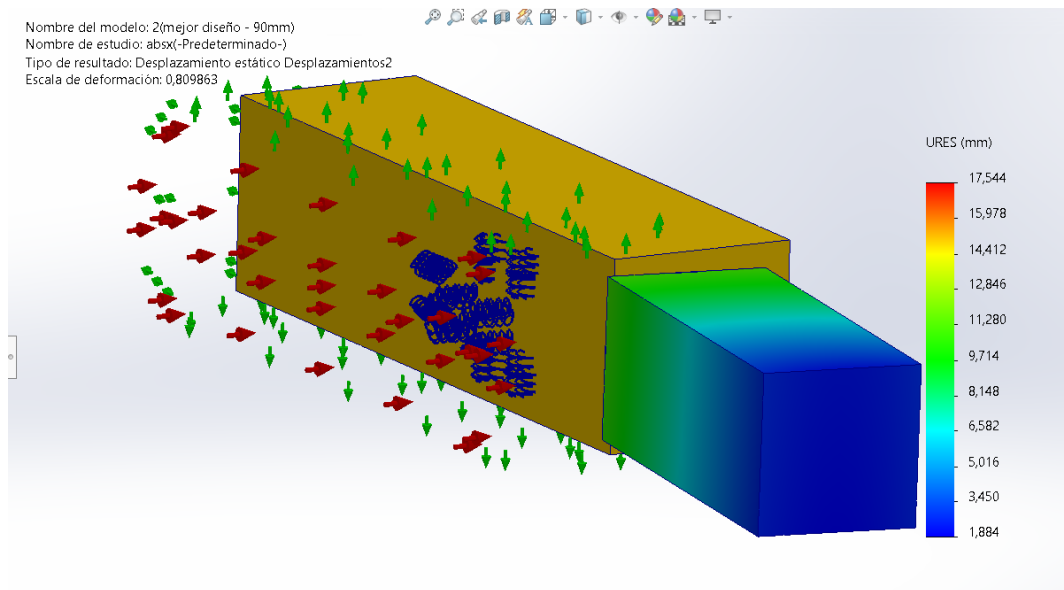 Nombre del modelo: 2(mejor diseño - 90mm)
Nombre de estudio: absx(-Predeterminado-)
Tipo de resultado: Desplazamiento estático Desplazamientos2
Escala de deformación: 0,809863
URES (mm)
17,544
15,978
14,412
12,846
11,280
9,714
8,148
6,582
5,016
3,450
1,884